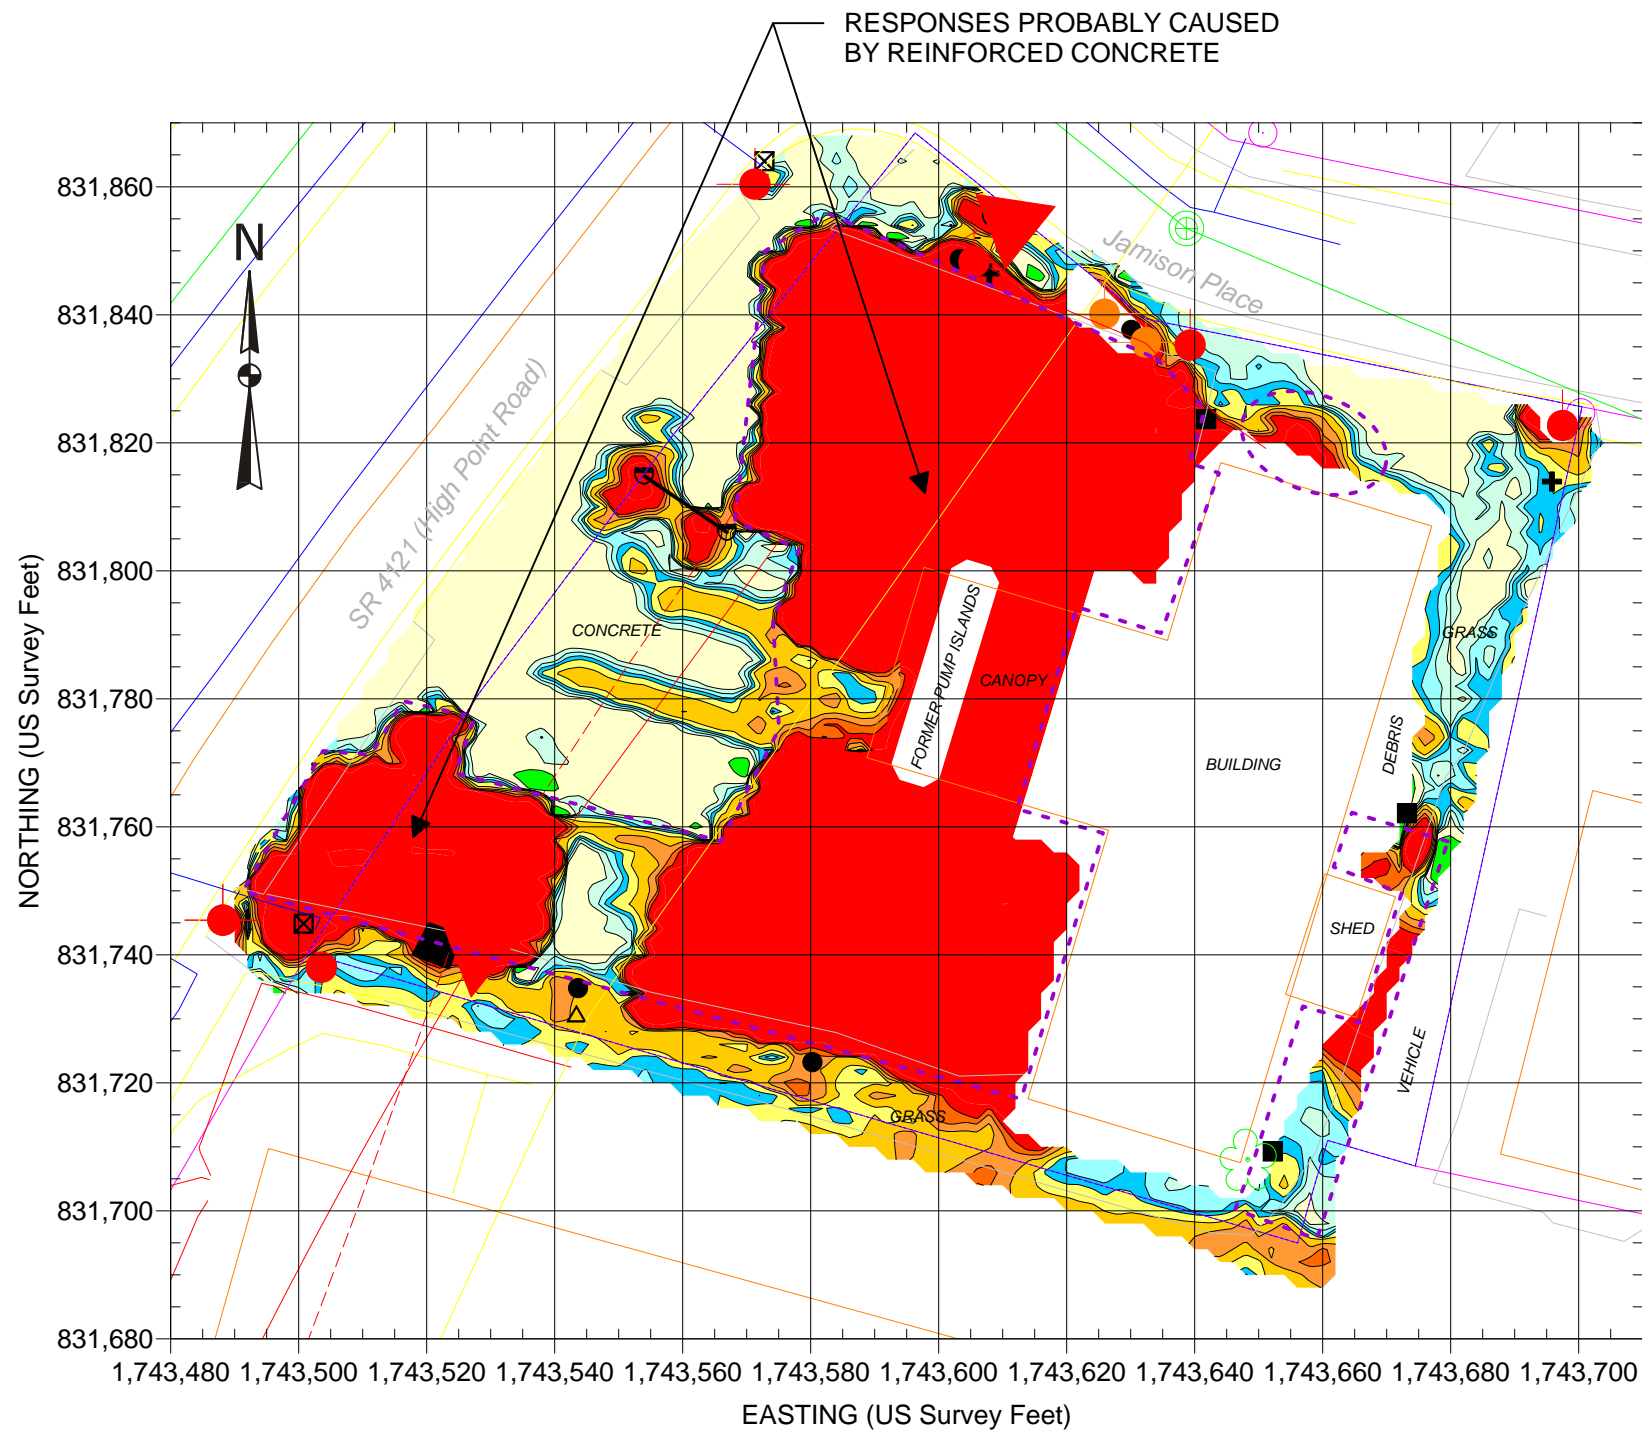 RESPONSES PROBABLY CAUSED
BY REINFORCED CONCRETE
N
Jamison Place
SR 4121 (High Point Road)
CONCRETE
FORMER PUMP ISLANDS
CANOPY
BUILDING
GRASS
DEBRIS
SHED
VEHICLE
GRASS
NORTHING (US Survey Feet)
831,860
831,840
831,820
831,800
831,780
831,760
831,740
831,720
831,700
831,680
1,743,480 1,743,500 1,743,520 1,743,540 1,743,560 1,743,580 1,743,600 1,743,620 1,743,640 1,743,660 1,743,680 1,743,700
EASTING (US Survey Feet)